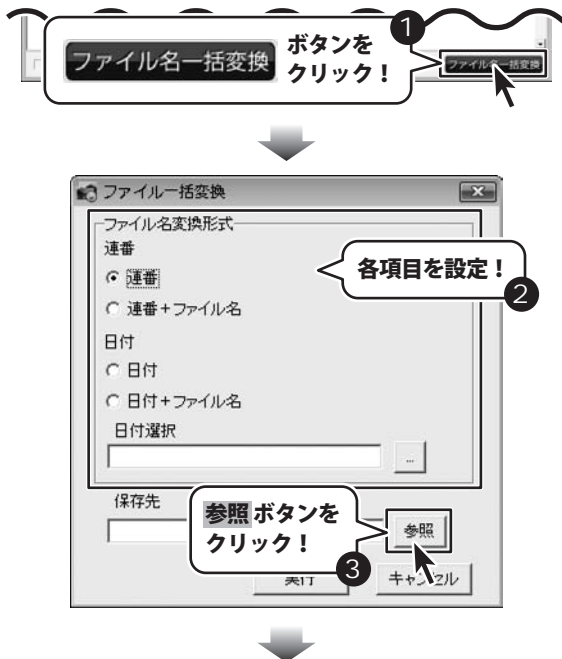 1
ファイル名一括変換 ボタンを
クリック！
ファイル名一括変換
ファイル一括変換
ファイル名変換形式
連番
連番
連番+ファイル名
各項目を設定！
2
日付
日付
日付+ファイル名
日付選択
...
保存先
参照ボタンを
クリック！
参照
3
実行
キャンセル